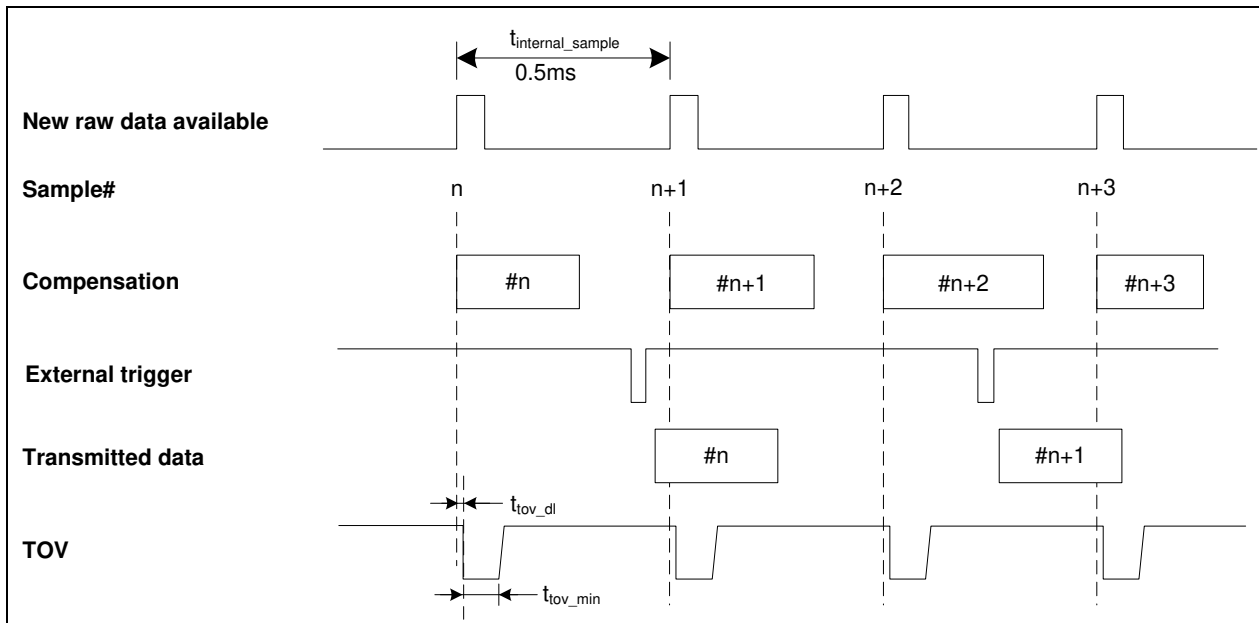 t_internal_sample
0.5ms
New raw data available
Sample# n n+1 n+2 n+3
Compensation #n #n+1 #n+2 #n+3
External trigger
Transmitted data #n #n+1
t_tov_dl
TOV
t_tov_min